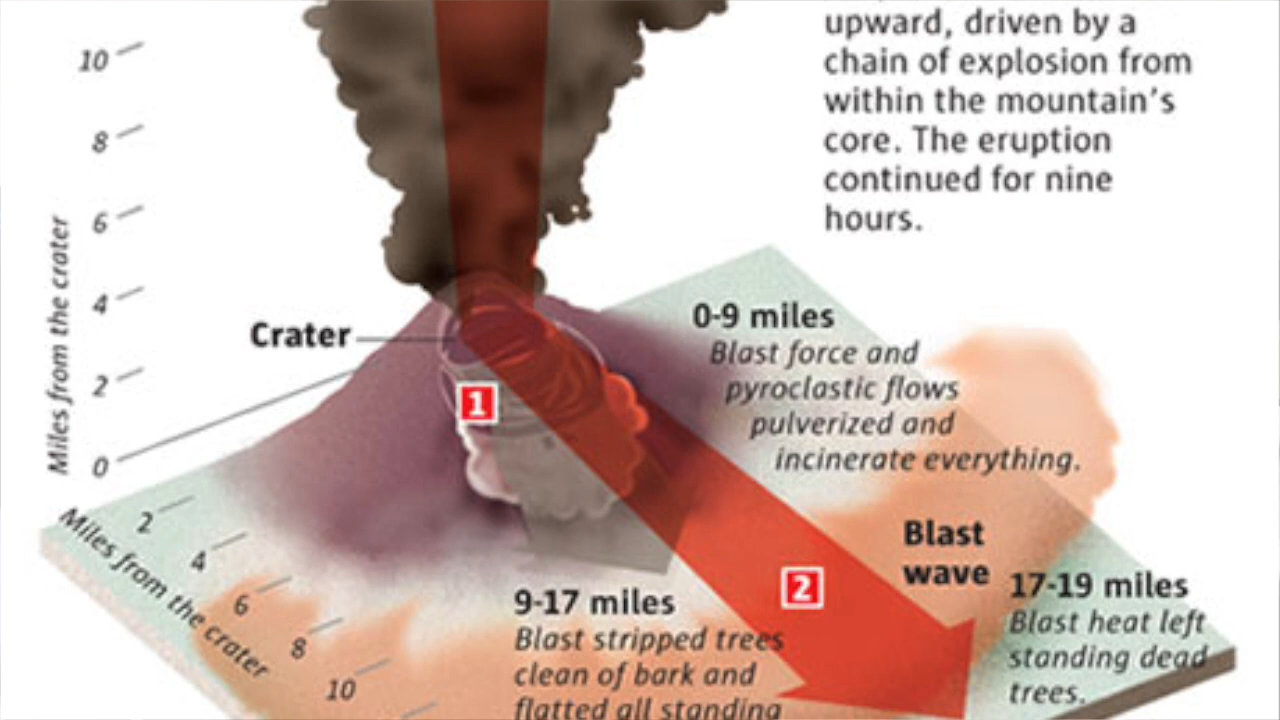 upward, driven by a
chain of explosion from
within the mountain's
core. The eruption
continued for nine
hours.
10
8
6
4
2
0
Miles from the crater
Crater
1
0-9 miles
Blast force and
pyroclastic flows
pulverized and
incinerate everything.
Blast
wave
2
17-19 miles
Blast heat left
standing dead
trees.
9-17 miles
Blast stripped trees
clean of bark and
flatted all standing
2
4
6
8
10
Miles from the crater